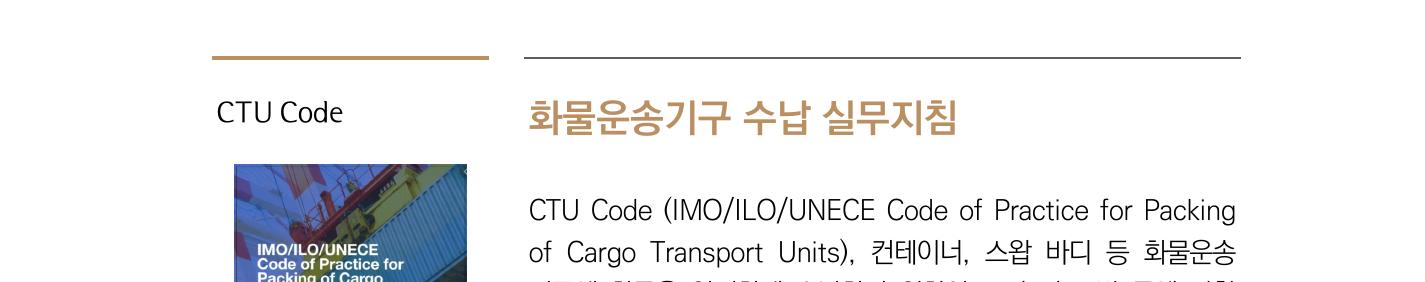 CTU Code
화물운송기구 수납 실무지침
IMO/ILO/UNECE
Code of Practice for
Packing of Cargo
CTU Code (IMO/ILO/UNECE Code of Practice for Packing
of Cargo Transport Units), 컨테이너, 스왑 바디 등 화물운송